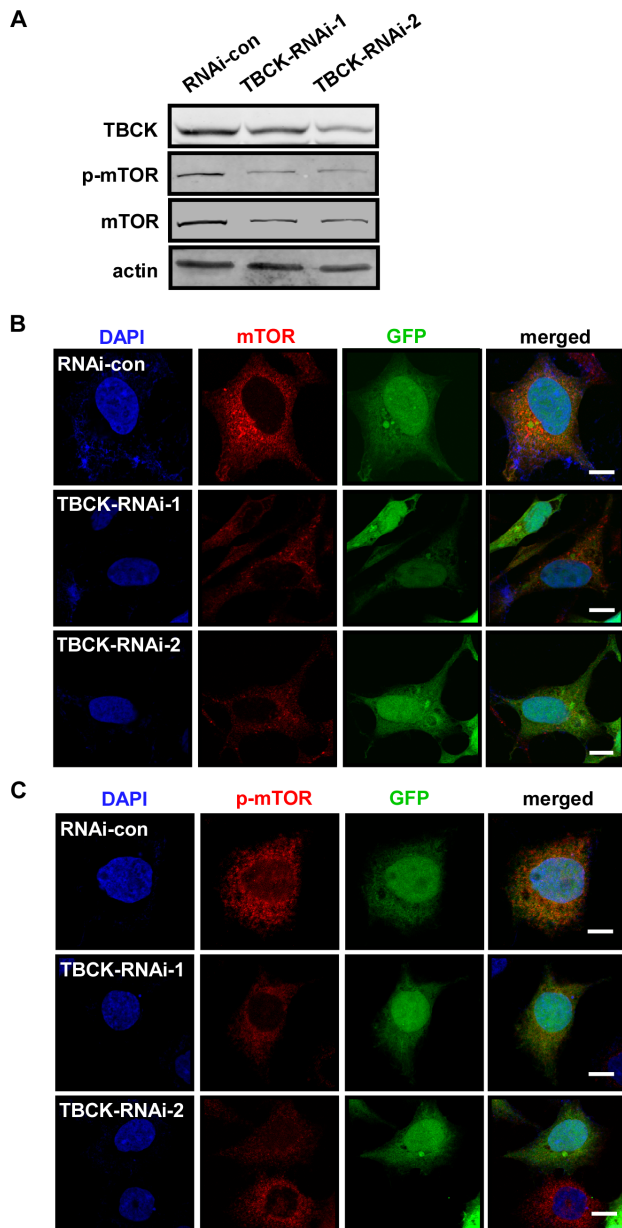 A
RNAi-con
TBCK-RNAi-1
TBCK-RNAi-2
TBCK
p-mTOR
mTOR
actin
B
DAPI mTOR GFP merged
RNAi-con
TBCK-RNAi-1
TBCK-RNAi-2
C
DAPI p-mTOR GFP merged
RNAi-con
TBCK-RNAi-1
TBCK-RNAi-2